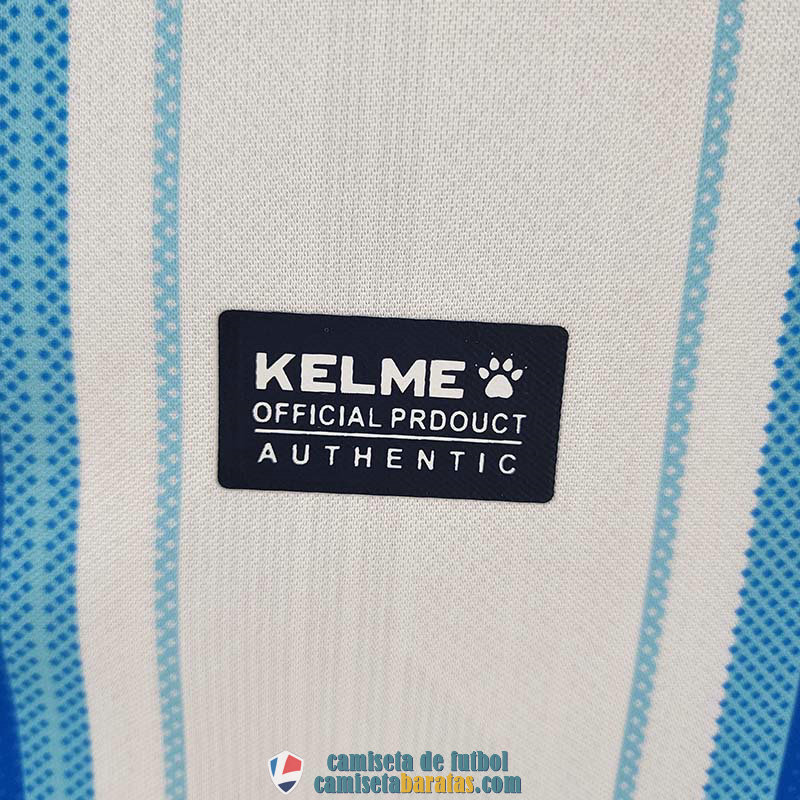 KELME
OFFICIAL PRDOUCT
AUTHENTIC
camiseta de futbol
camisetabaratas.com